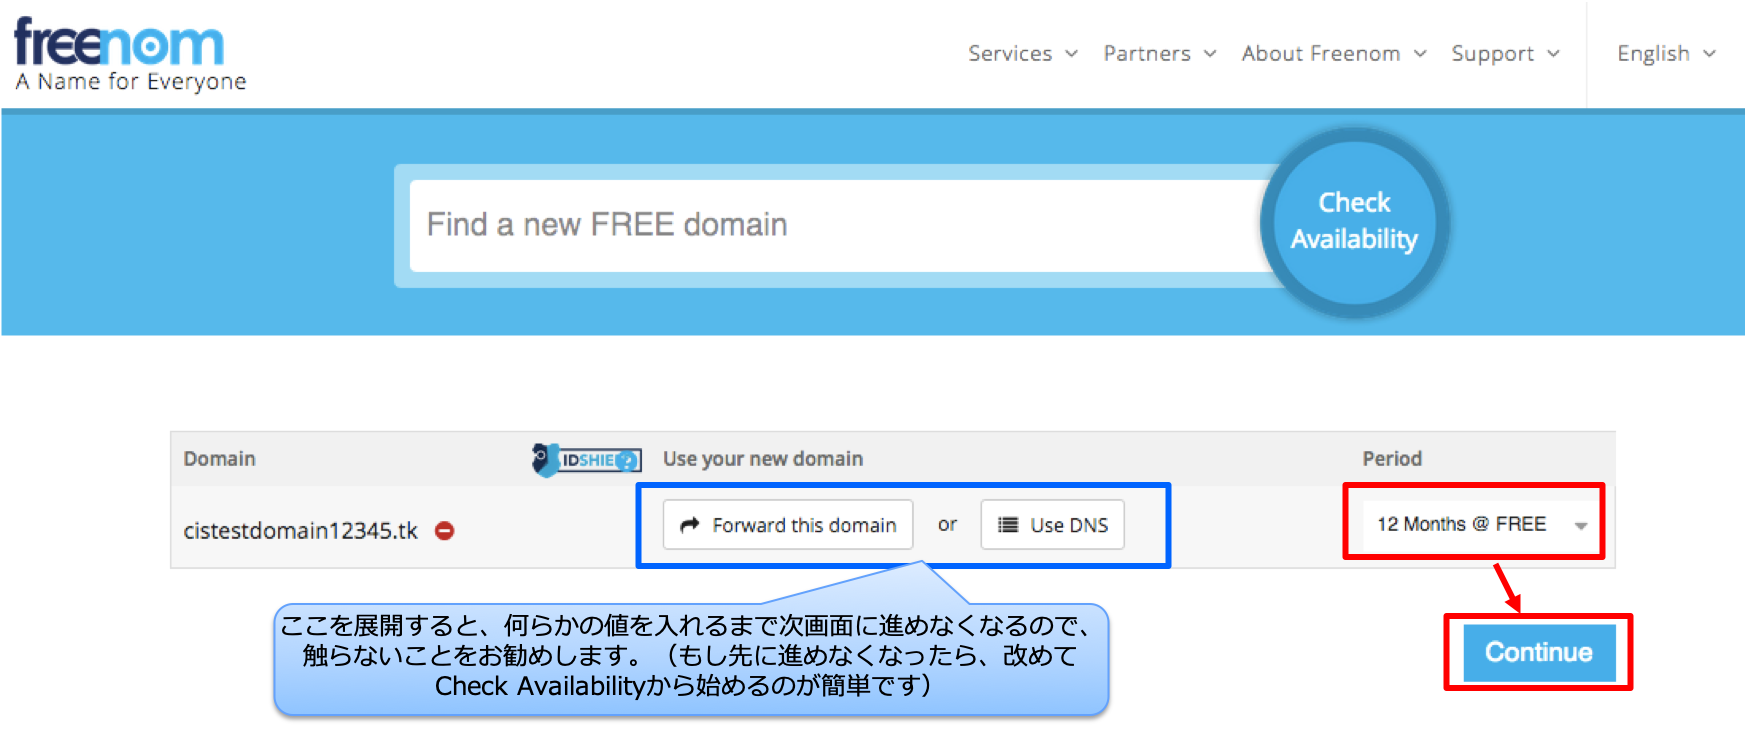 freenom
A Name for Everyone
Services
Partners
About Freenom
Support
English
Find a new FREE domain
Check
Availability
Domain
IDSHIE
?
Use your new domain
Period
cistestdomain12345.tk
Forward this domain
or
Use DNS
12 Months @ FREE
ここを展開すると、何らかの値を入れるまで次画面に進めなくなるので、
触らないことをお勧めします。（もし先に進めなくなったら、改めて
Check Availabilityから始めるのが簡単です）
Continue